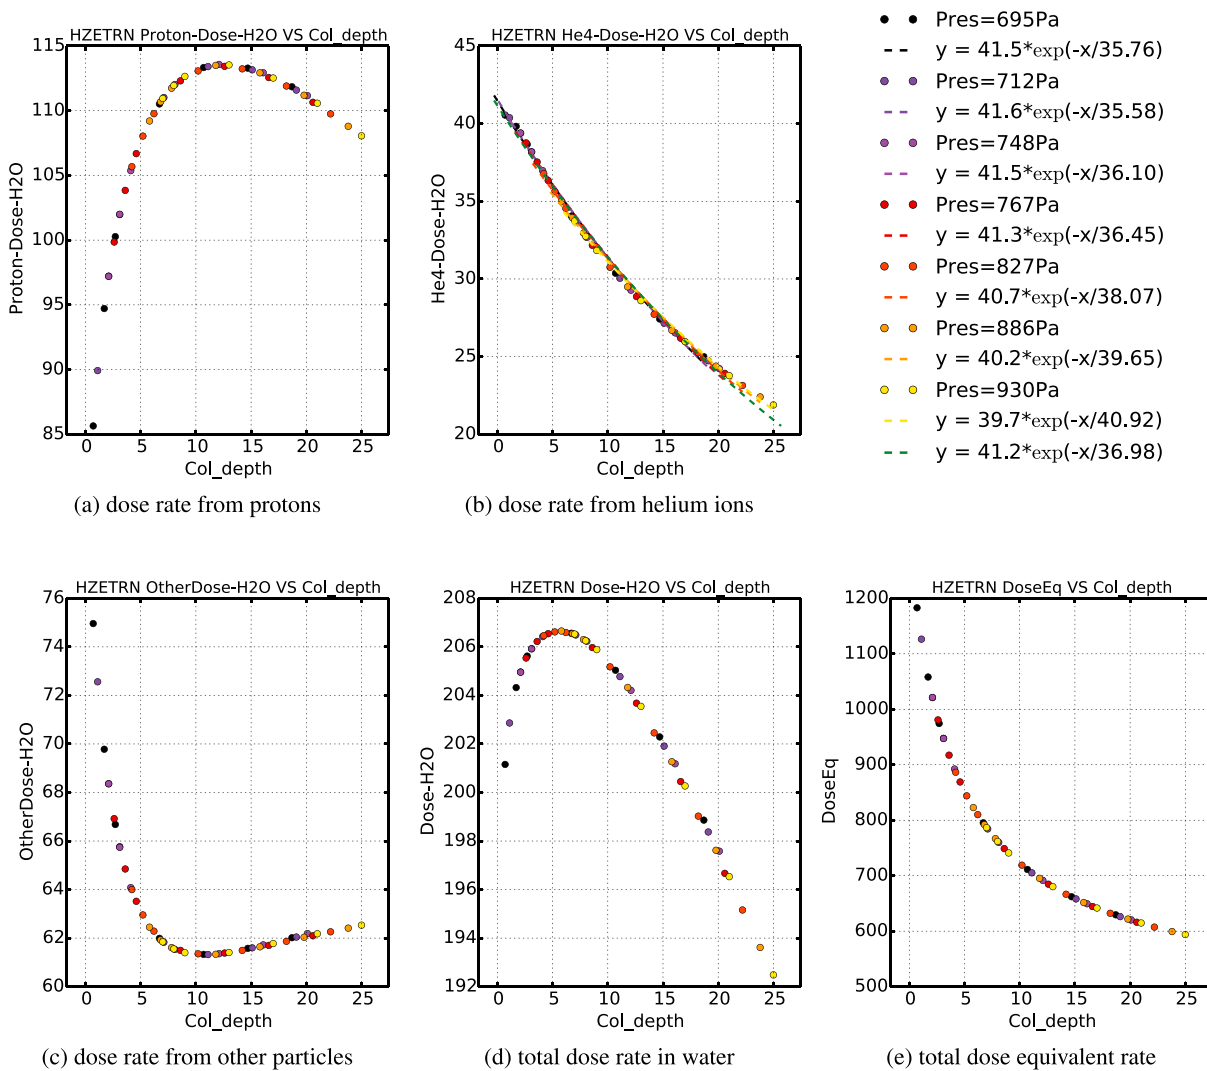 HZETRN Proton-Dose-H2O VS Col_depth
115
110
105
100
95
90
85
Proton-Dose-H2O
0 5 10 15 20 25
Col_depth
(a) dose rate from protons
HZETRN He4-Dose-H2O VS Col_depth
45
40
35
30
25
20
He4-Dose-H2O
0 5 10 15 20 25
Col_depth
(b) dose rate from helium ions
Pres=695Pa
y = 41.5*exp(-x/35.76)
Pres=712Pa
y = 41.6*exp(-x/35.58)
Pres=748Pa
y = 41.5*exp(-x/36.10)
Pres=767Pa
y = 41.3*exp(-x/36.45)
Pres=827Pa
y = 40.7*exp(-x/38.07)
Pres=886Pa
y = 40.2*exp(-x/39.65)
Pres=930Pa
y = 39.7*exp(-x/40.92)
y = 41.2*exp(-x/36.98)
HZETRN OtherDose-H2O VS Col_depth
76
74
72
70
68
66
64
62
60
OtherDose-H2O
0 5 10 15 20 25
Col_depth
(c) dose rate from other particles
HZETRN Dose-H2O VS Col_depth
208
206
204
202
200
198
196
194
192
Dose-H2O
0 5 10 15 20 25
Col_depth
(d) total dose rate in water
HZETRN DoseEq VS Col_depth
1200
1100
1000
900
800
700
600
500
DoseEq
0 5 10 15 20 25
Col_depth
(e) total dose equivalent rate